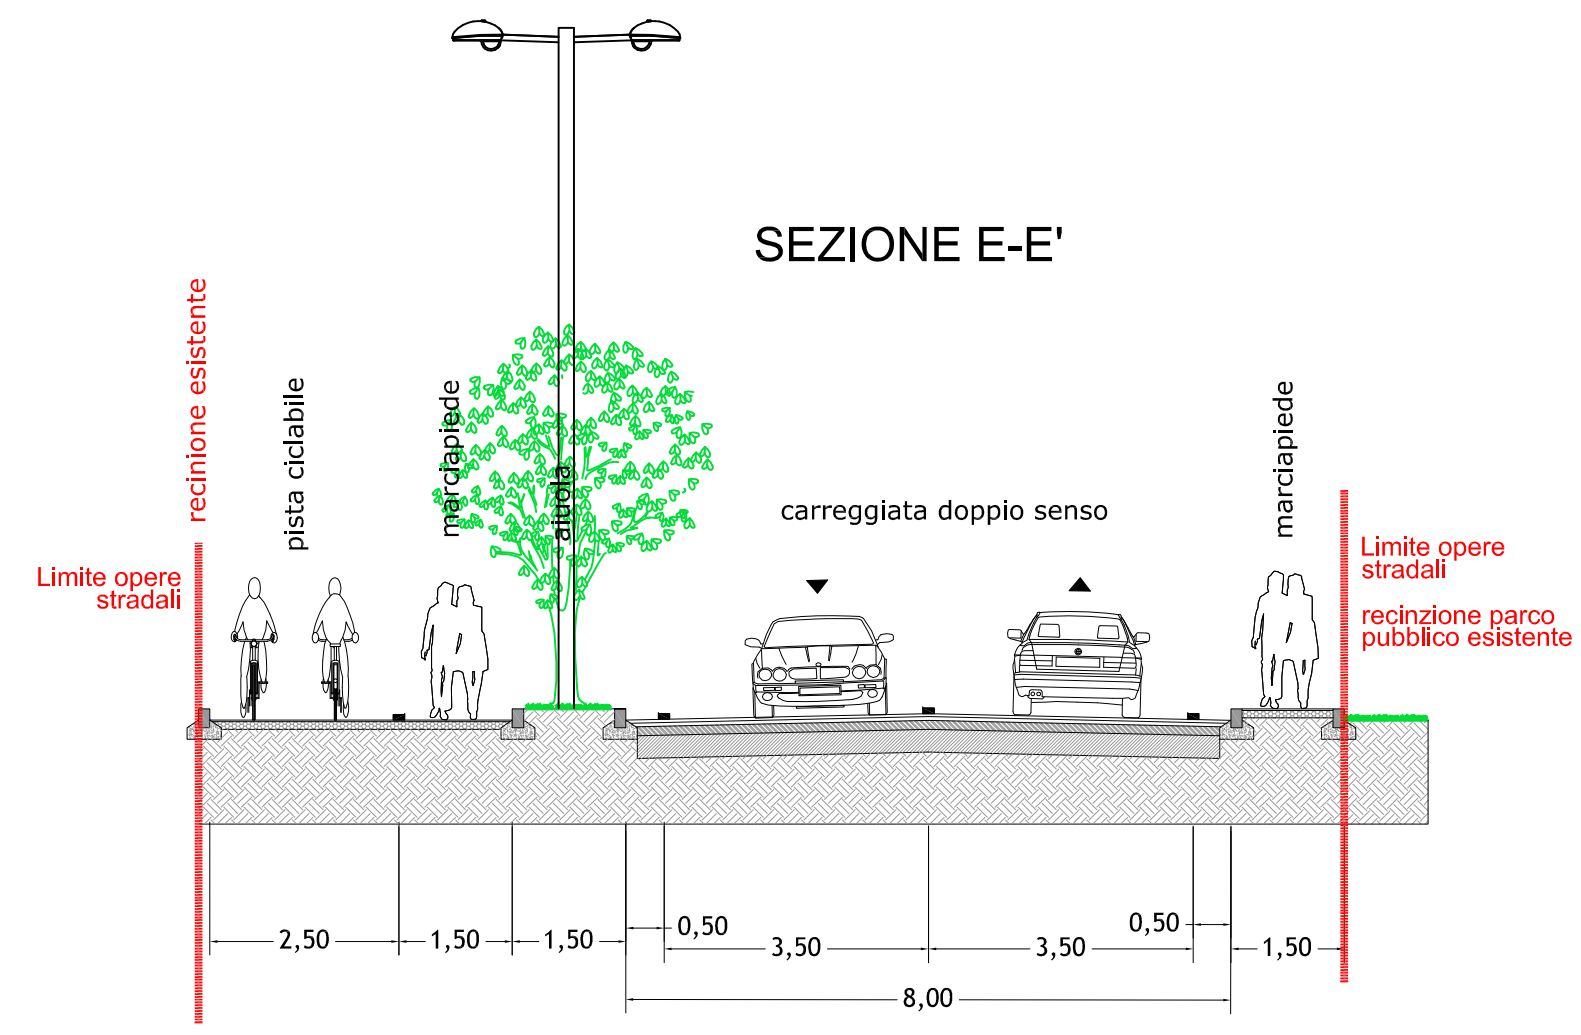 SEZIONE E-E'
recinione esistente
pista ciclabile
marciapiede
aiuola
carreggiata doppio senso
marciapiede
Limite opere
stradali
Limite opere
stradali
recinzione parco
pubblico esistente
2,50
1,50
1,50
0,50
3,50
3,50
0,50
1,50
8,00